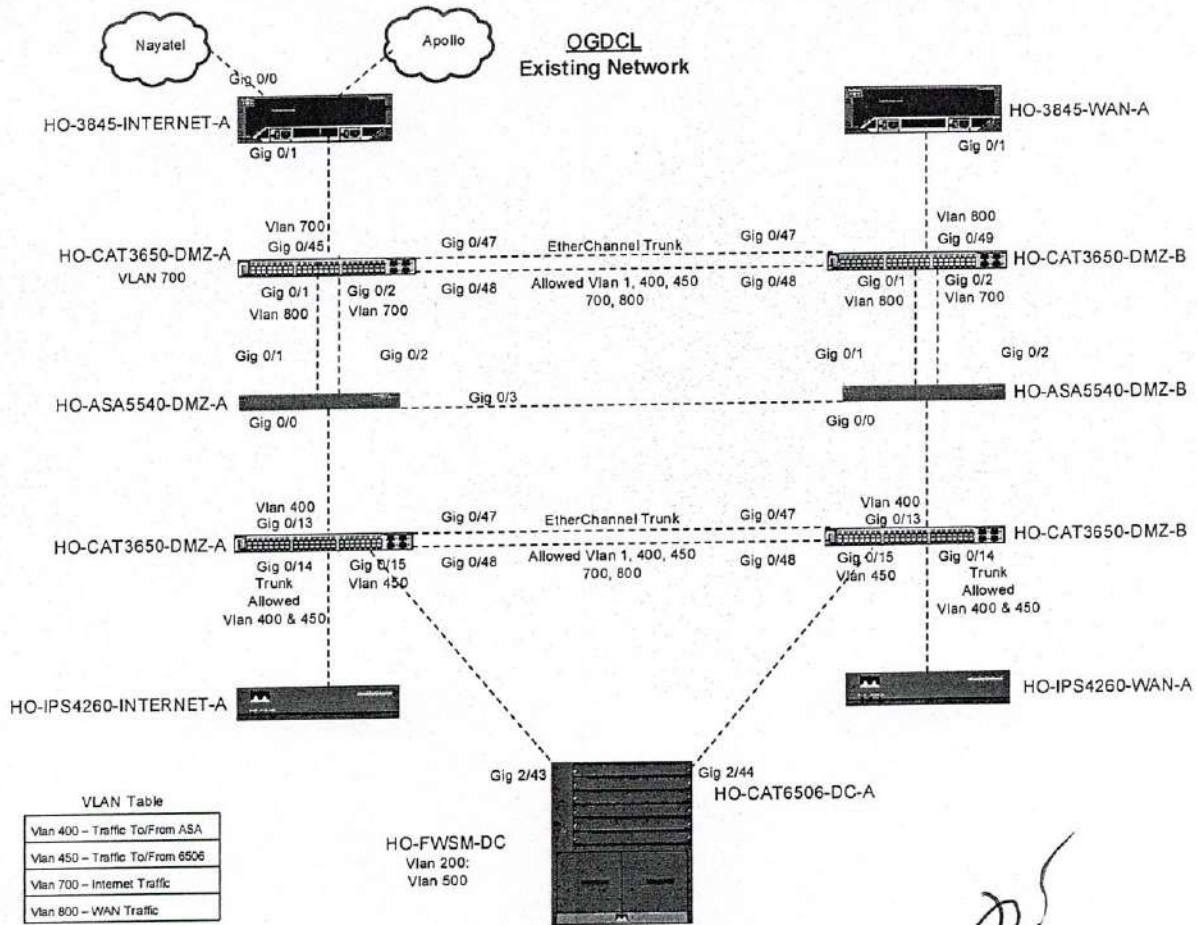 Nayatel
Apollo
OGDCL
Existing Network
Gig 0/0
HO-3845-INTERNET-A
HO-3845-WAN-A
Gig 0/1
Gig 0/1
Vlan 700
Gig 0/45
Vlan 800
Gig 0/49
HO-CAT3650-DMZ-A
VLAN 700
Gig 0/47
EtherChannel Trunk
Gig 0/47
HO-CAT3650-DMZ-B
Gig 0/48
Allowed Vlan 1, 400, 450
700, 800
Gig 0/48
Gig 0/1
Vlan 800
Gig 0/2
Vlan 700
Gig 0/1
Vlan 800
Gig 0/2
Vlan 700
Gig 0/1
Gig 0/2
Gig 0/1
Gig 0/2
HO-ASA5540-DMZ-A
Gig 0/3
HO-ASA5540-DMZ-B
Gig 0/0
Gig 0/0
Vlan 400
Gig 0/13
Vlan 400
Gig 0/13
HO-CAT3650-DMZ-A
Gig 0/47
EtherChannel Trunk
Gig 0/47
HO-CAT3650-DMZ-B
Gig 0/48
Allowed Vlan 1, 400, 450
700, 800
Gig 0/48
Gig 0/14
Trunk
Allowed
Vlan 400 & 450
Gig 0/15
Vlan 450
Gig 0/15
Vlan 450
Gig 0/14
Trunk
Allowed
Vlan 400 & 450
HO-IPS4260-INTERNET-A
HO-IPS4260-WAN-A
Gig 2/43
Gig 2/44
HO-CAT6506-DC-A
HO-FWSM-DC
Vlan 200:
Vlan 500
VLAN Table
Vlan 400 – Traffic To/From ASA
Vlan 450 – Traffic To/From 6506
Vlan 700 – Internet Traffic
Vlan 800 – WAN Traffic